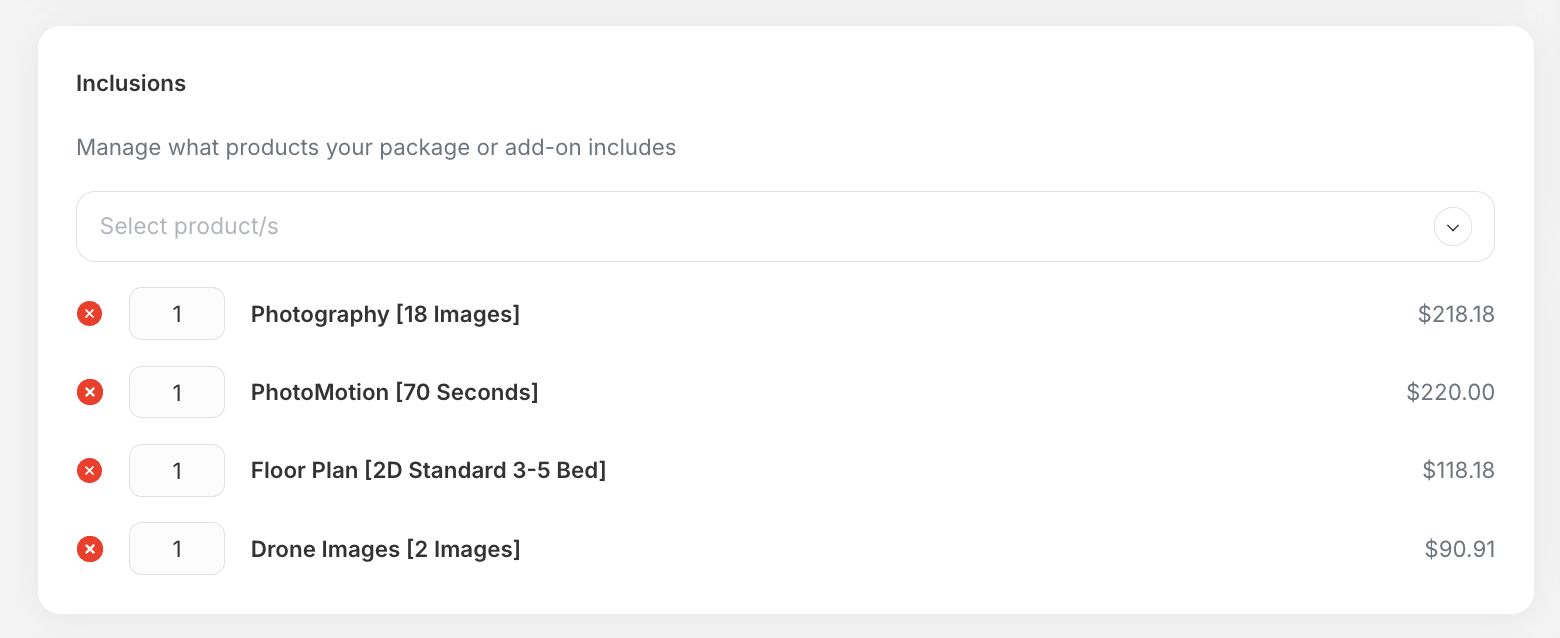 Inclusions
Manage what products your package or add-on includes
Select product/s
1 Photography [18 Images] $218.18
1 PhotoMotion [70 Seconds] $220.00
1 Floor Plan [2D Standard 3-5 Bed] $118.18
1 Drone Images [2 Images] $90.91